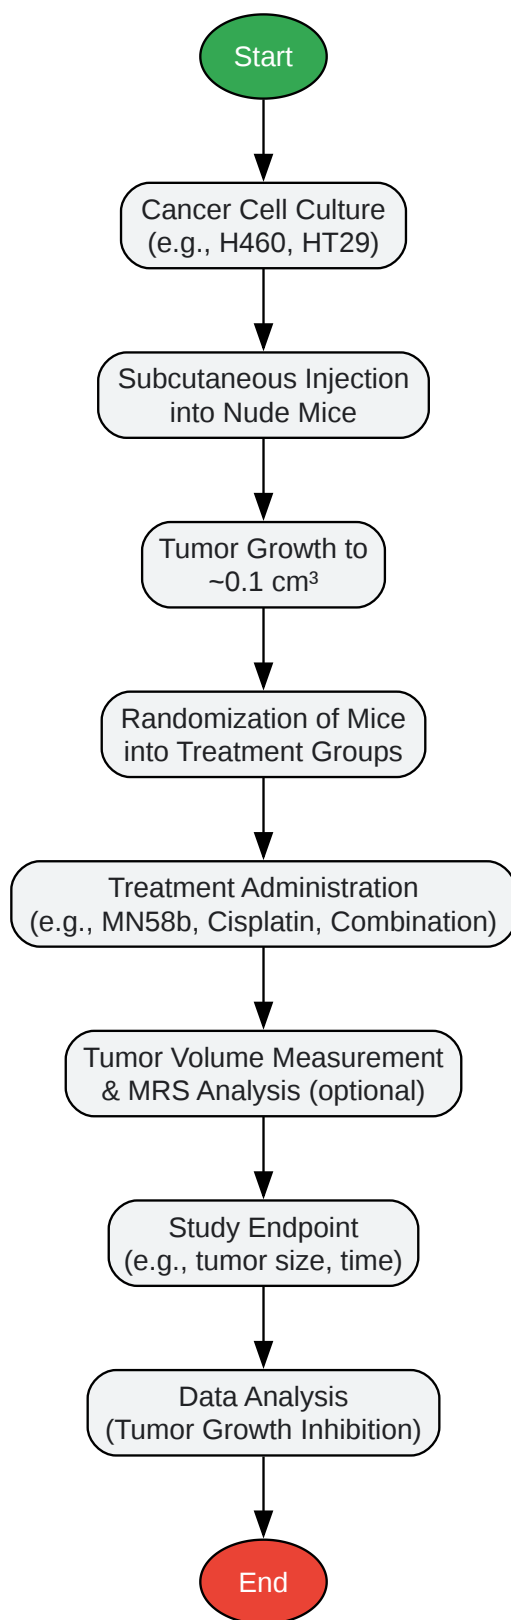 Start
Cancer Cell Culture
(e.g., H460, HT29)
Subcutaneous Injection
into Nude Mice
Tumor Growth to
~0.1 cm³
Randomization of Mice
into Treatment Groups
Treatment Administration
(e.g., MN58b, Cisplatin, Combination)
Tumor Volume Measurement
& MRS Analysis (optional)
Study Endpoint
(e.g., tumor size, time)
Data Analysis
(Tumor Growth Inhibition)
End